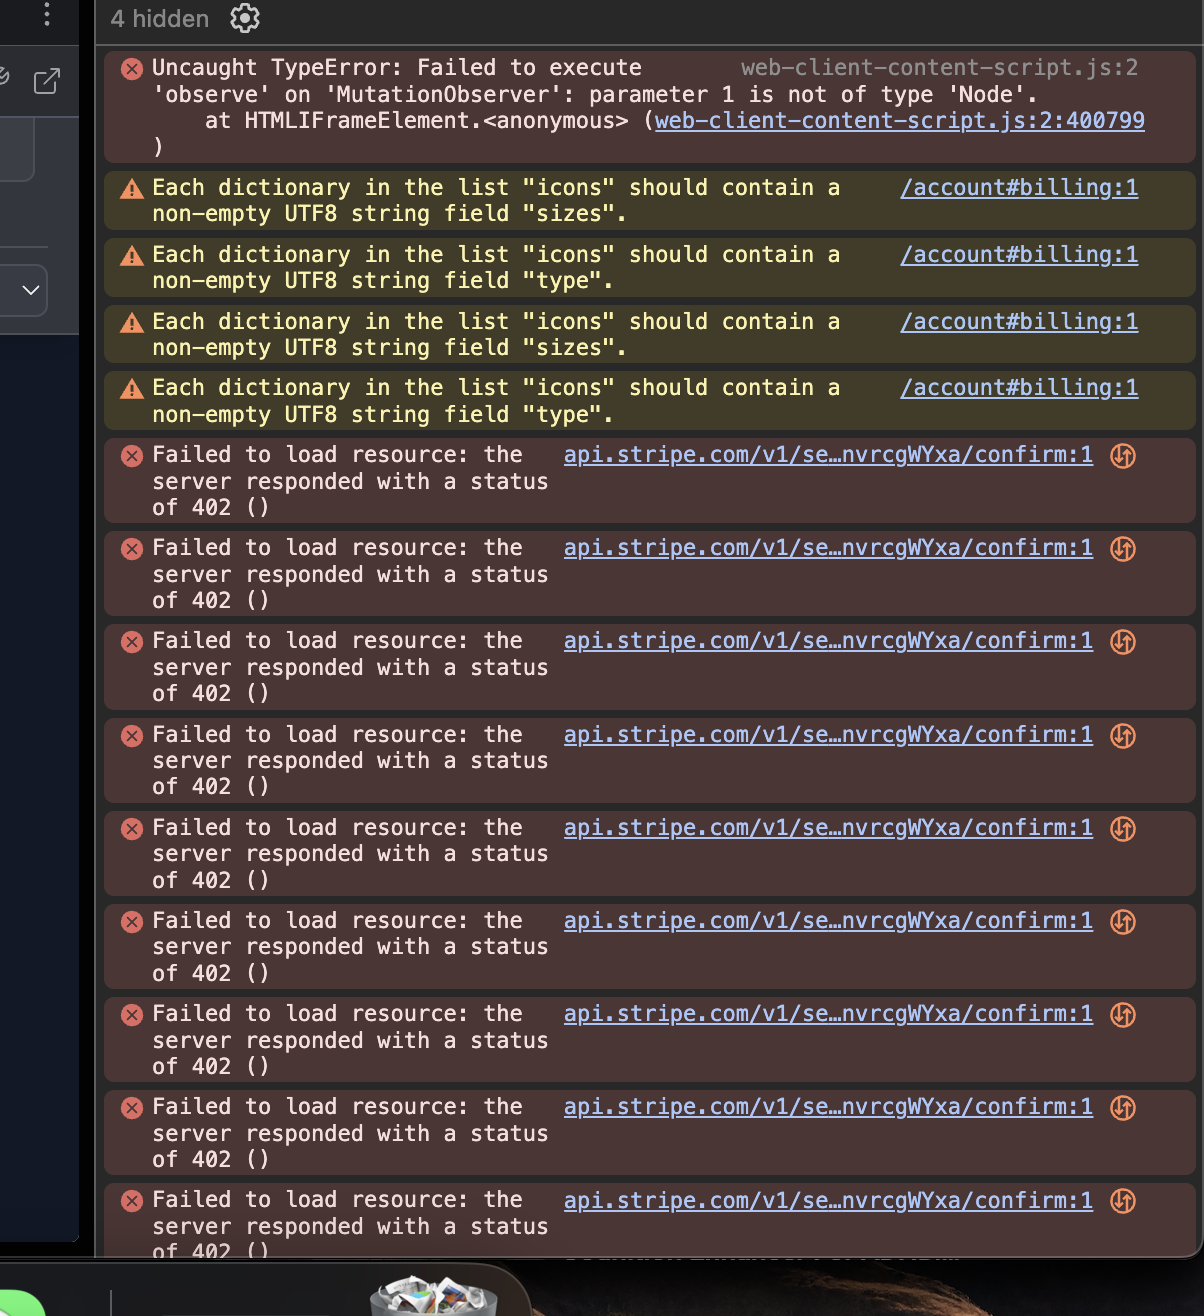 4 hidden
Uncaught TypeError: Failed to execute web-client-content-script.js:2
'observe' on 'MutationObserver': parameter 1 is not of type 'Node'.
at HTMLIFrameElement.<anonymous> (web-client-content-script.js:2:400799
)
Each dictionary in the list "icons" should contain a /account#billing:1
non-empty UTF8 string field "sizes".
Each dictionary in the list "icons" should contain a /account#billing:1
non-empty UTF8 string field "type".
Each dictionary in the list "icons" should contain a /account#billing:1
non-empty UTF8 string field "sizes".
Each dictionary in the list "icons" should contain a /account#billing:1
non-empty UTF8 string field "type".
Failed to load resource: the api.stripe.com/v1/se…nvrcgWYxa/confirm:1
server responded with a status
of 402 ()
Failed to load resource: the api.stripe.com/v1/se…nvrcgWYxa/confirm:1
server responded with a status
of 402 ()
Failed to load resource: the api.stripe.com/v1/se…nvrcgWYxa/confirm:1
server responded with a status
of 402 ()
Failed to load resource: the api.stripe.com/v1/se…nvrcgWYxa/confirm:1
server responded with a status
of 402 ()
Failed to load resource: the api.stripe.com/v1/se…nvrcgWYxa/confirm:1
server responded with a status
of 402 ()
Failed to load resource: the api.stripe.com/v1/se…nvrcgWYxa/confirm:1
server responded with a status
of 402 ()
Failed to load resource: the api.stripe.com/v1/se…nvrcgWYxa/confirm:1
server responded with a status
of 402 ()
Failed to load resource: the api.stripe.com/v1/se…nvrcgWYxa/confirm:1
server responded with a status
of 402 ()
Failed to load resource: the api.stripe.com/v1/se…nvrcgWYxa/confirm:1
server responded with a status
of 402 ()